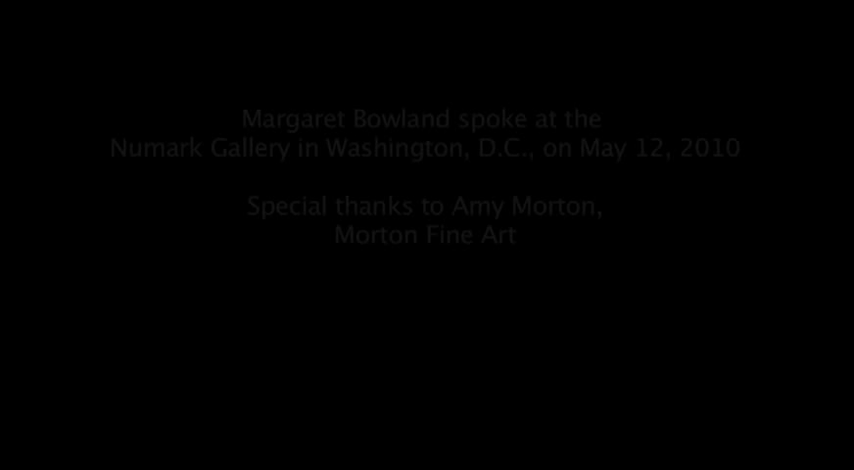 Margaret Bowland spoke at the
Numark Gallery in Washington, D.C., on May 12, 2010
Special thanks to Amy Morton,
Morton Fine Art